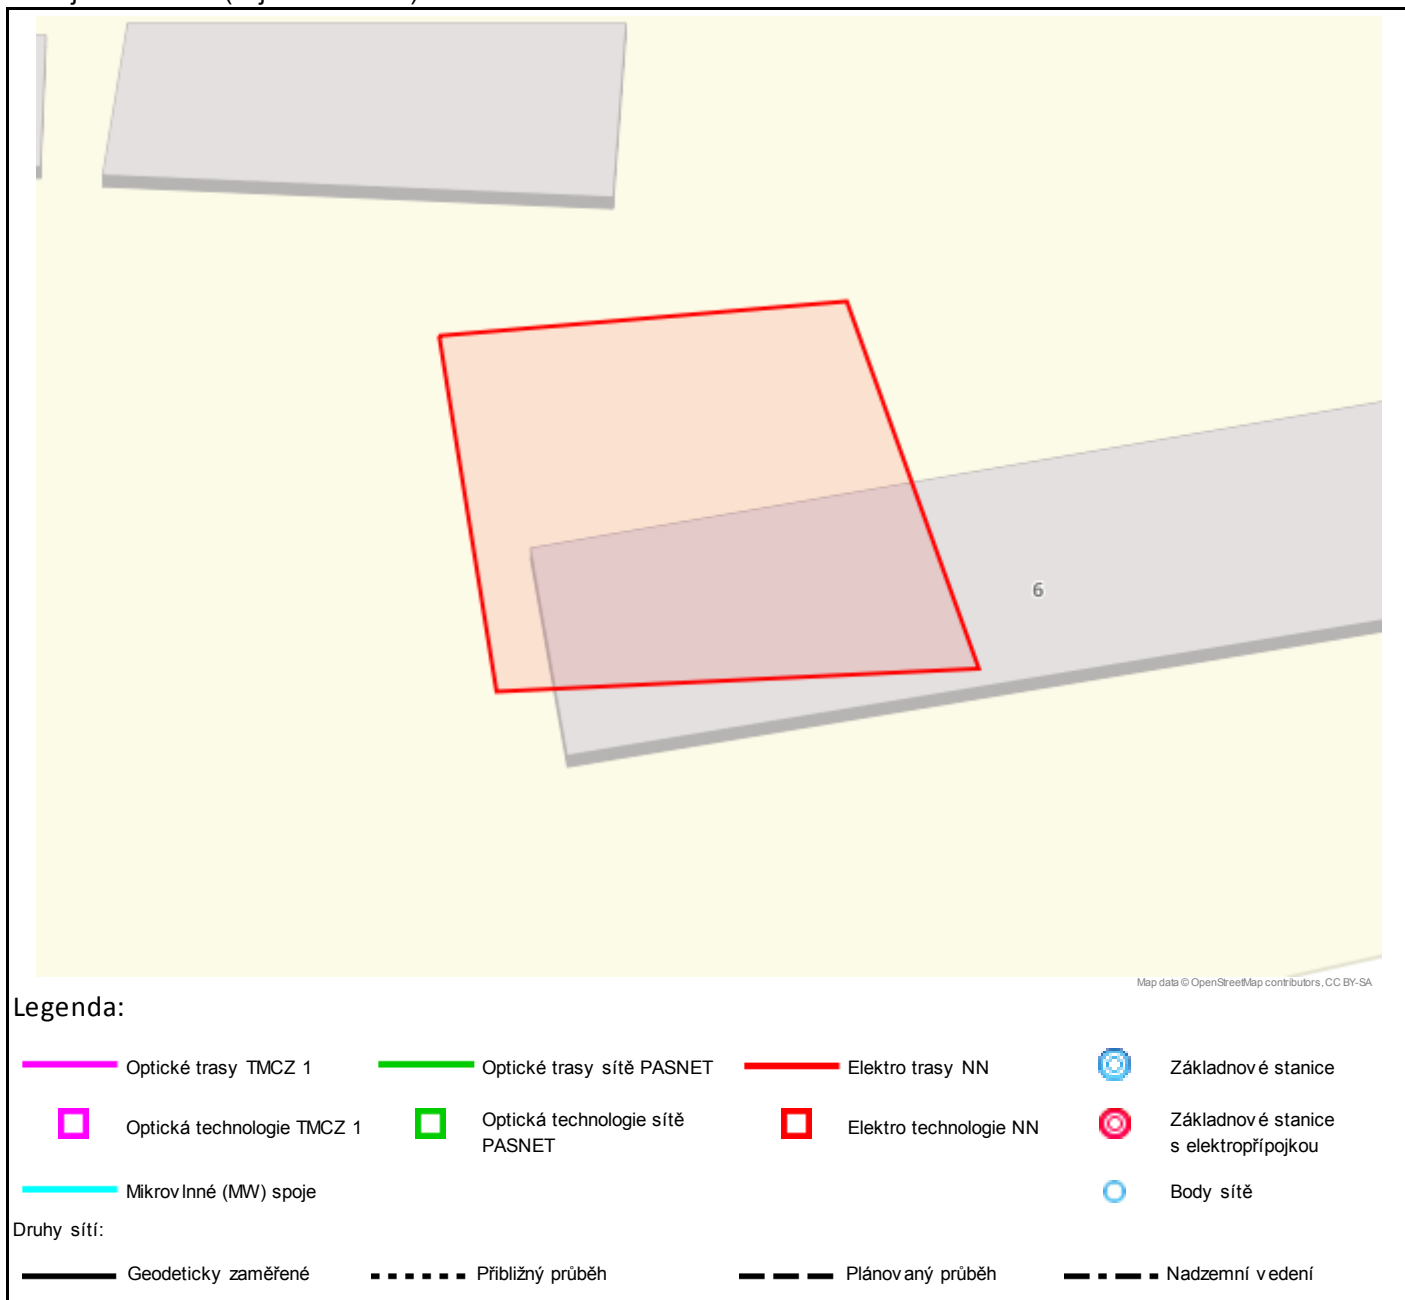 6
Map data © OpenStreetMap contributors, CC BY-SA
Legenda:
Optické trasy TMCZ 1
Optické trasy sítě PASNET
Elektro trasy NN
Základnové stanice
Optická technologie TMCZ 1
Optická technologie sítě
PASNET
Elektro technologie NN
Základnové stanice
s elektropřípojkou
Mikrovlnné (MW) spoje
Body sítě
Druhy sítí:
Geodeticky zaměřené
Přibližný průběh
Plánovaný průběh
Nadzemní vedení